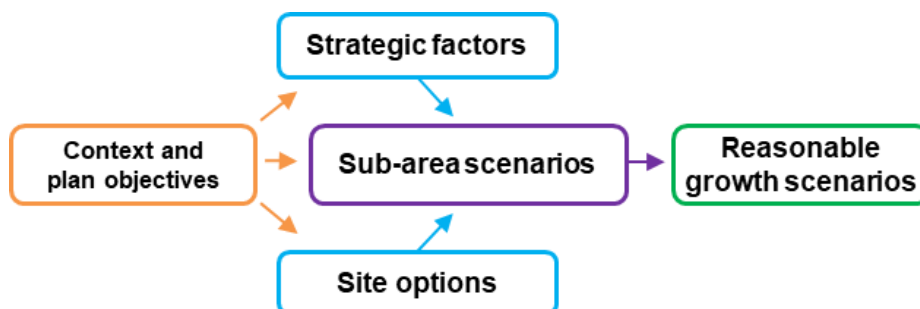 Strategic factors
Context and
plan objectives
Sub-area scenarios
Reasonable
growth scenarios
Site options